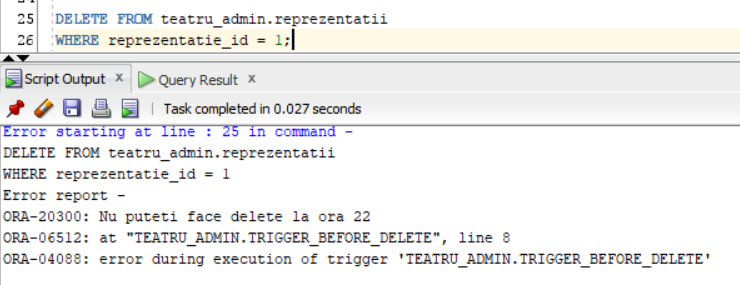 25 DELETE FROM teatru_admin.reprezentatii
26 WHERE reprezentatie_id = 1;
Script Output x Query Result x
Task completed in 0.027 seconds
Error starting at line : 25 in command -
DELETE FROM teatru_admin.reprezentatii
WHERE reprezentatie_id = 1
Error report -
ORA-20300: Nu puteti face delete la ora 22
ORA-06512: at "TEATRU_ADMIN.TRIGGER_BEFORE_DELETE", line 8
ORA-04088: error during execution of trigger 'TEATRU_ADMIN.TRIGGER_BEFORE_DELETE'